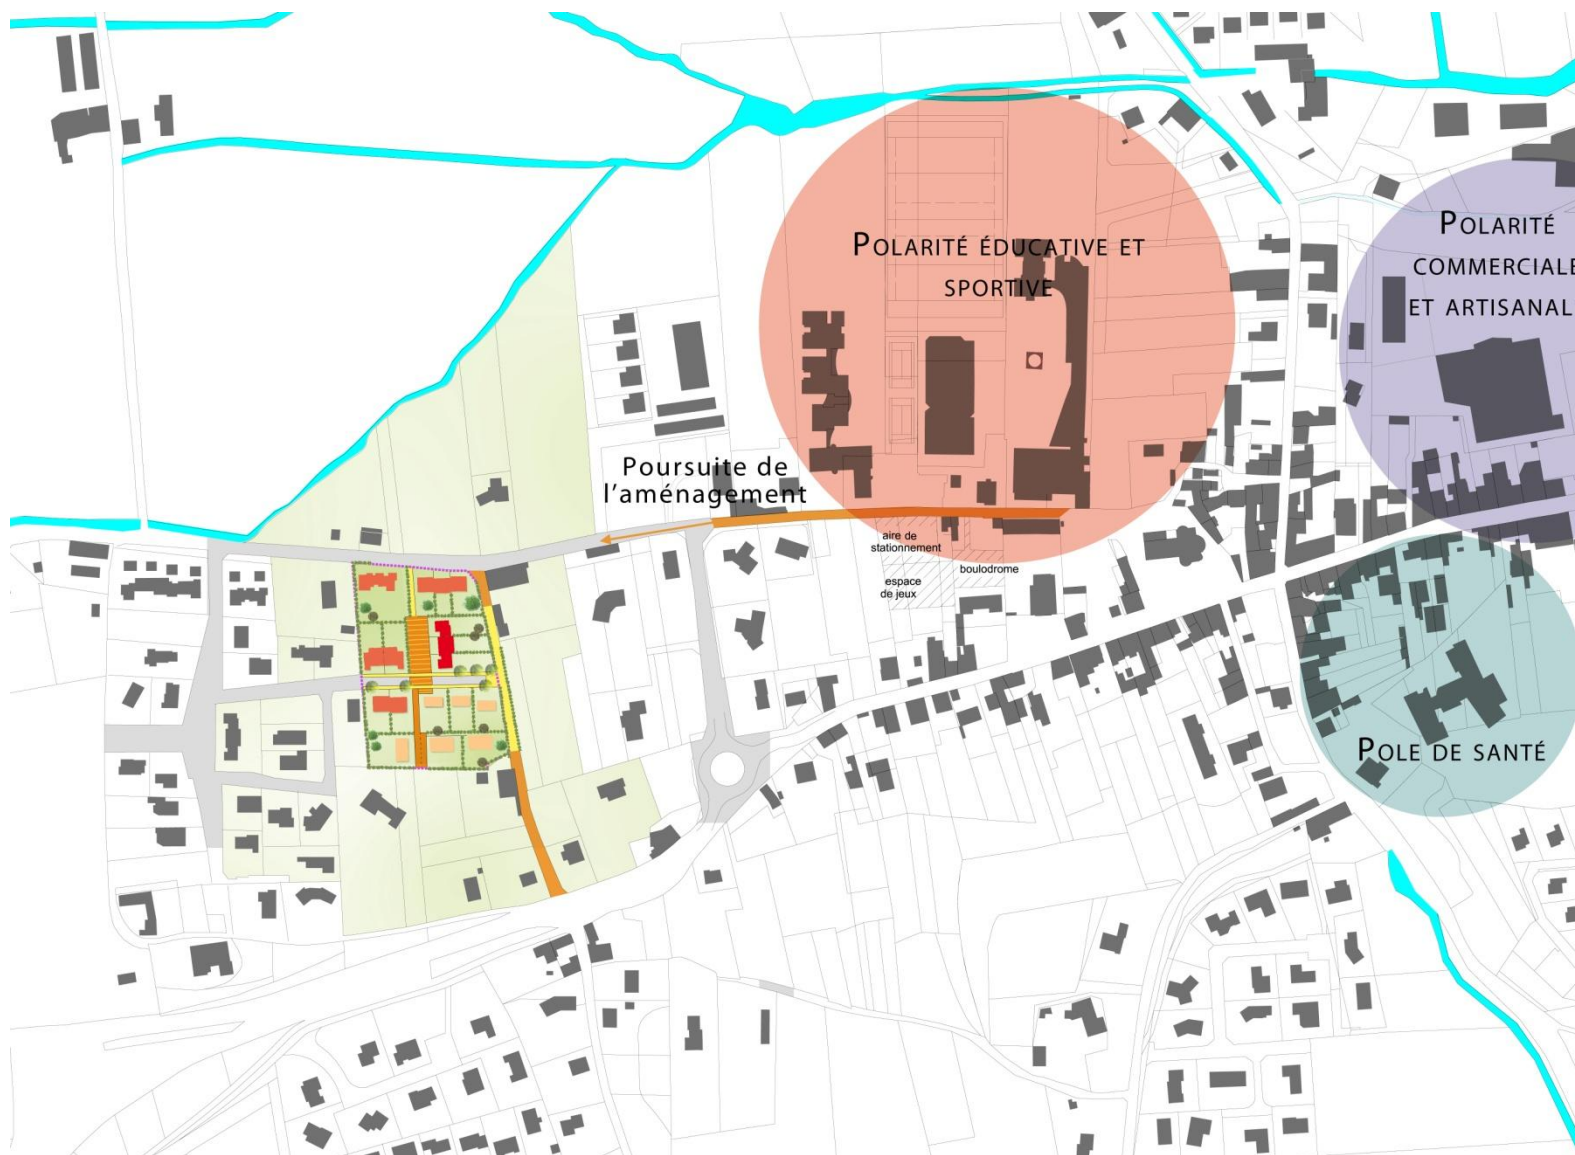 Polarité éducative et
sportive
Polarité
commerciale
et artisanal
Poursuite de
l'aménagement
aire de
stationnement
boulodrome
espace
de jeux
Pole de santé